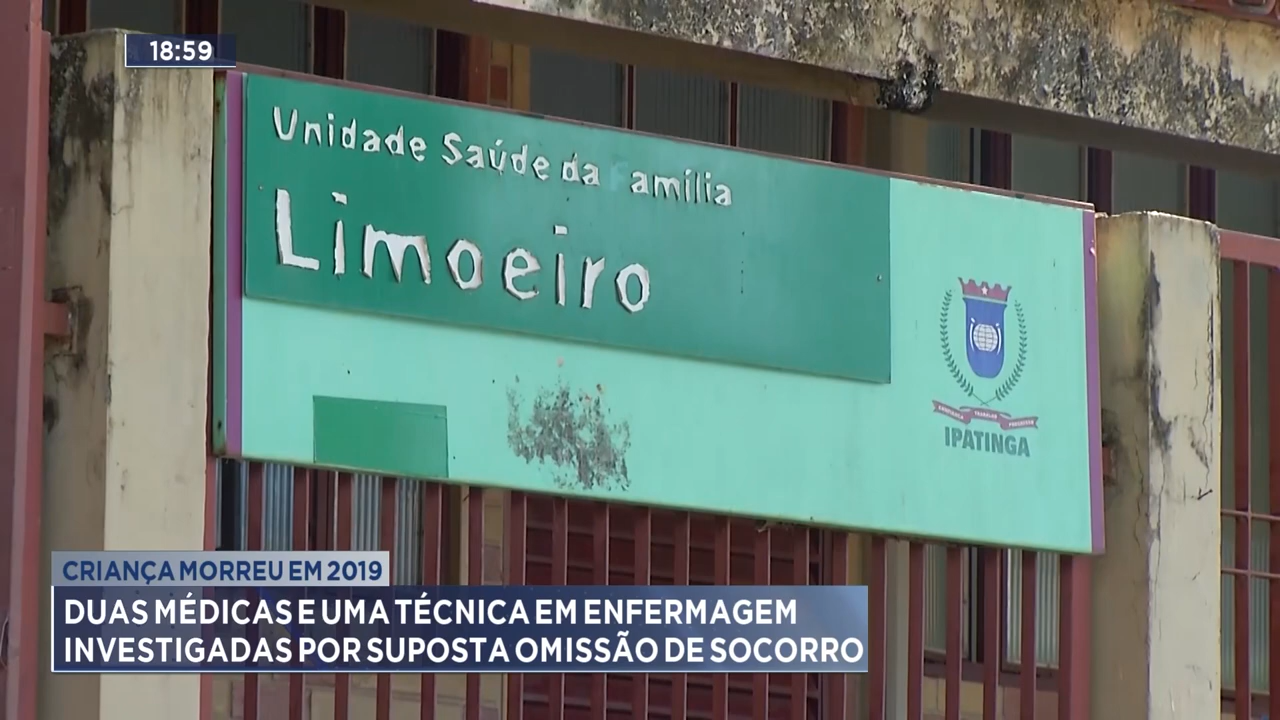 18:59
Unidade Saúde da Família
Limoeiro
IPATINGA
CRIANÇA MORREU EM 2019
DUAS MÉDICAS E UMA TÉCNICA EM ENFERMAGEM
INVESTIGADAS POR SUPOSTA OMISSÃO DE SOCORRO